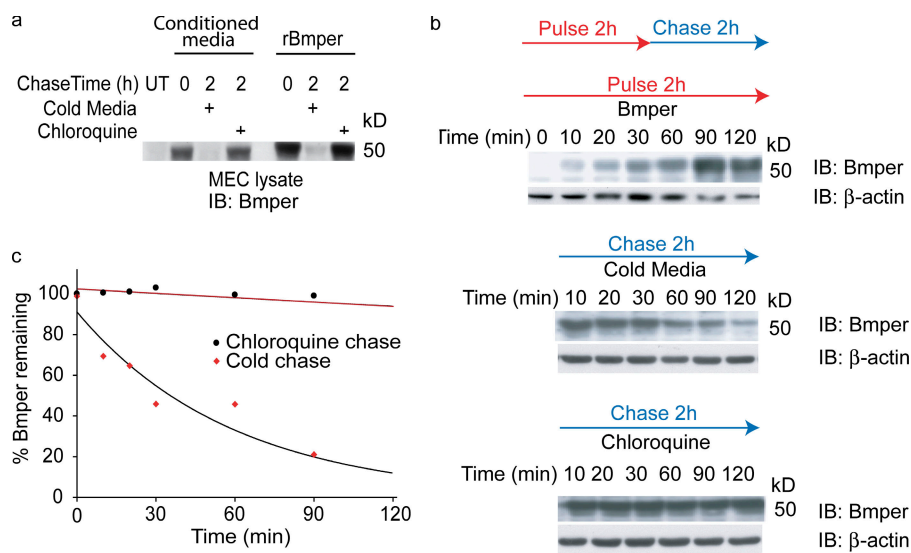 a
Conditioned media rBmper
ChaseTime (h) UT 0 2 2 0 2 2
Cold Media + +
Chloroquine + + kD
50
MEC lysate
IB: Bmper
b
Pulse 2h Chase 2h
Pulse 2h
Bmper
Time (min) 0 10 20 30 60 90 120 kD
50 IB: Bmper
IB: β-actin
Chase 2h
Cold Media
Time (min) 10 20 30 60 90 120 kD
50 IB: Bmper
IB: β-actin
Chase 2h
Chloroquine
Time (min) 10 20 30 60 90 120 kD
50 IB: Bmper
IB: β-actin
c
% Bmper remaining
100
80
60
40
20
0
Chloroquine chase
Cold chase
0 30 60 90 120
Time (min)